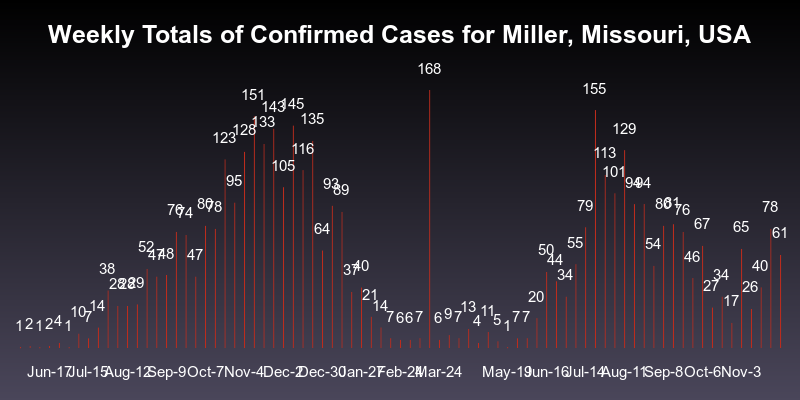 Weekly Totals of Confirmed Cases for Miller, Missouri, USA
1 2 1 2 4 1 10 7 14 38 28 28 29 52 47 48 76 74 47 80 78 123 95 128 151 133 143 105 145 116 135 64 93 89 37 40 21 14 7 6 6 7 168 6 9 7 13 4 11 5 1 7 7 20 50 44 34 55 79 155 113 101 129 94 94 54 80 81 76 46 67 27 34 17 65 26 40 78 61
Jun-17 Jul-15 Aug-12 Sep-9 Oct-7 Nov-4 Dec-2 Dec-30 Jan-27 Feb-24 Mar-24 May-19 Jun-16 Jul-14 Aug-11 Sep-8 Oct-6 Nov-3